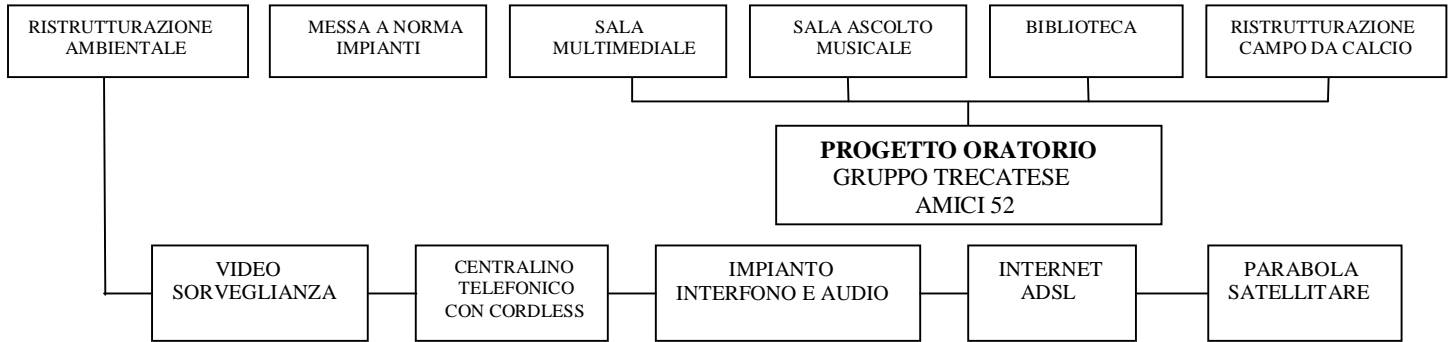 RISTRUTTURAZIONE
AMBIENTALE
MESSA A NORMA
IMPIANTI
SALA
MULTIMEDIALE
SALA ASCOLTO
MUSICALE
BIBLIOTECA
RISTRUTTURAZIONE
CAMPO DA CALCIO
PROGETTO ORATORIO
GRUPPO TRECATESE
AMICI 52
VIDEO
SORVEGLIANZA
CENTRALINO
TELEFONICO
CON CORDLESS
IMPIANTO
INTERFONO E AUDIO
INTERNET
ADSL
PARABOLA
SATELLITARE